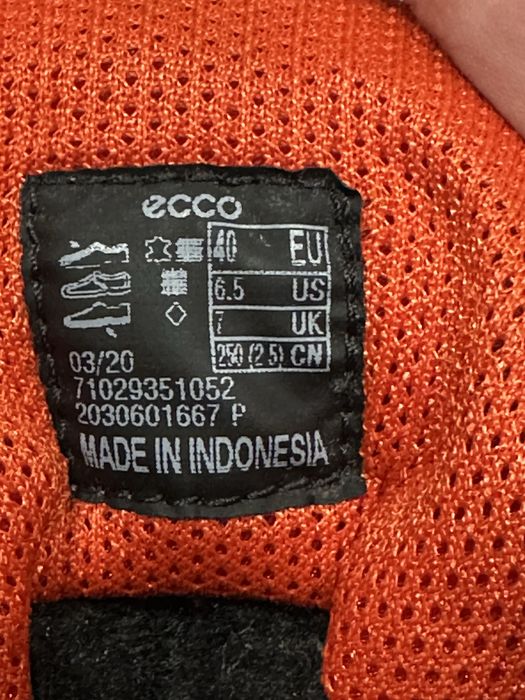 ecco
40 EU
6.5 US
7 UK
250 (2.5) CN
03/20
71029351052
2030601667 P
MADE IN INDONESIA